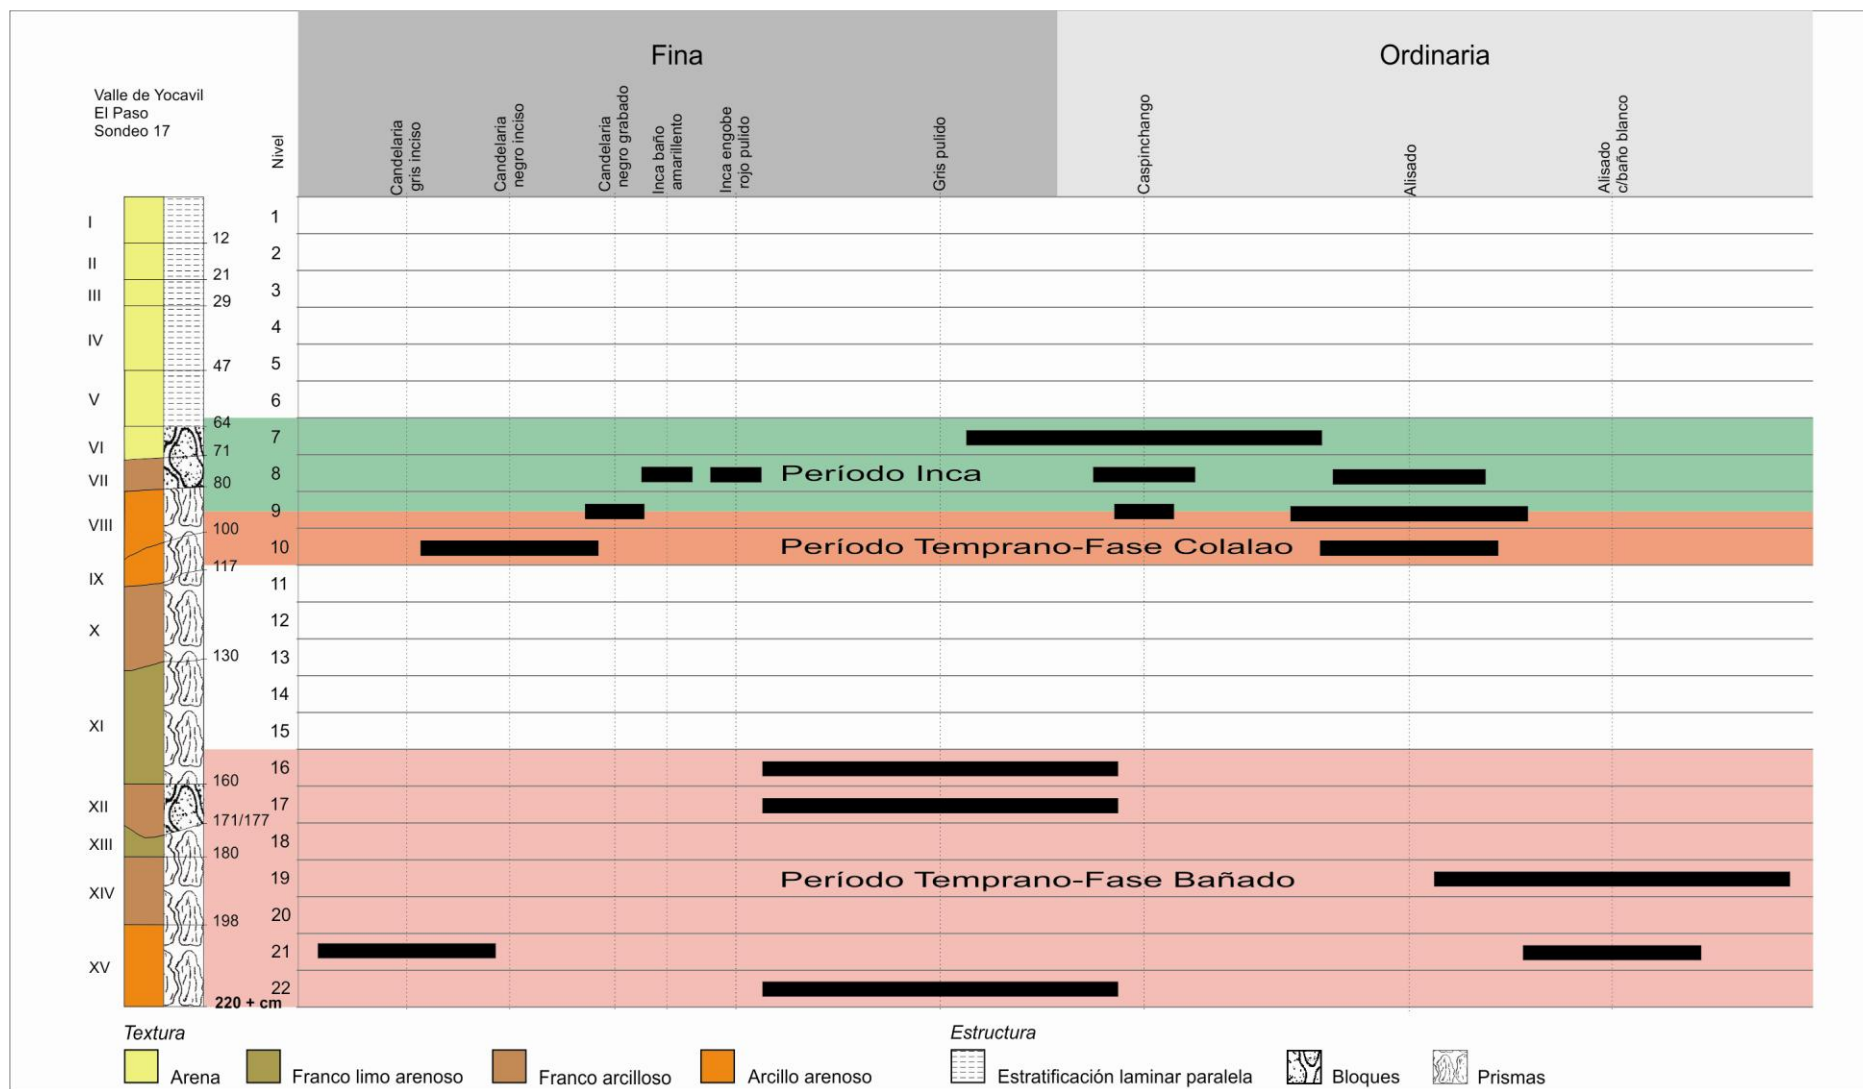 Fina
Ordinaria
Valle de Yocavil
El Paso
Sondeo 17
Nivel
Candelaria
gris inciso
Candelaria
negro inciso
Candelaria
negro grabado
Inca baño
amarillento
Inca engobe
rojo pulido
Gris pulido
Caspinchango
Alisado
Alisado
c/baño blanco
I
1
12
2
II
21
III
3
29
4
IV
47
5
V
6
64
7
VI
71
8
Período Inca
VII
80
9
VIII
100
10
Período Temprano-Fase Colalao
117
IX
11
12
X
130
13
14
15
XI
16
160
17
XII
171/177
18
XIII
180
19
Período Temprano-Fase Bañado
XIV
20
198
21
XV
22
220 + cm
Textura
Estructura
Arena
Franco limo arenoso
Franco arcilloso
Arcillo arenoso
Estratificación laminar paralela
Bloques
Prismas